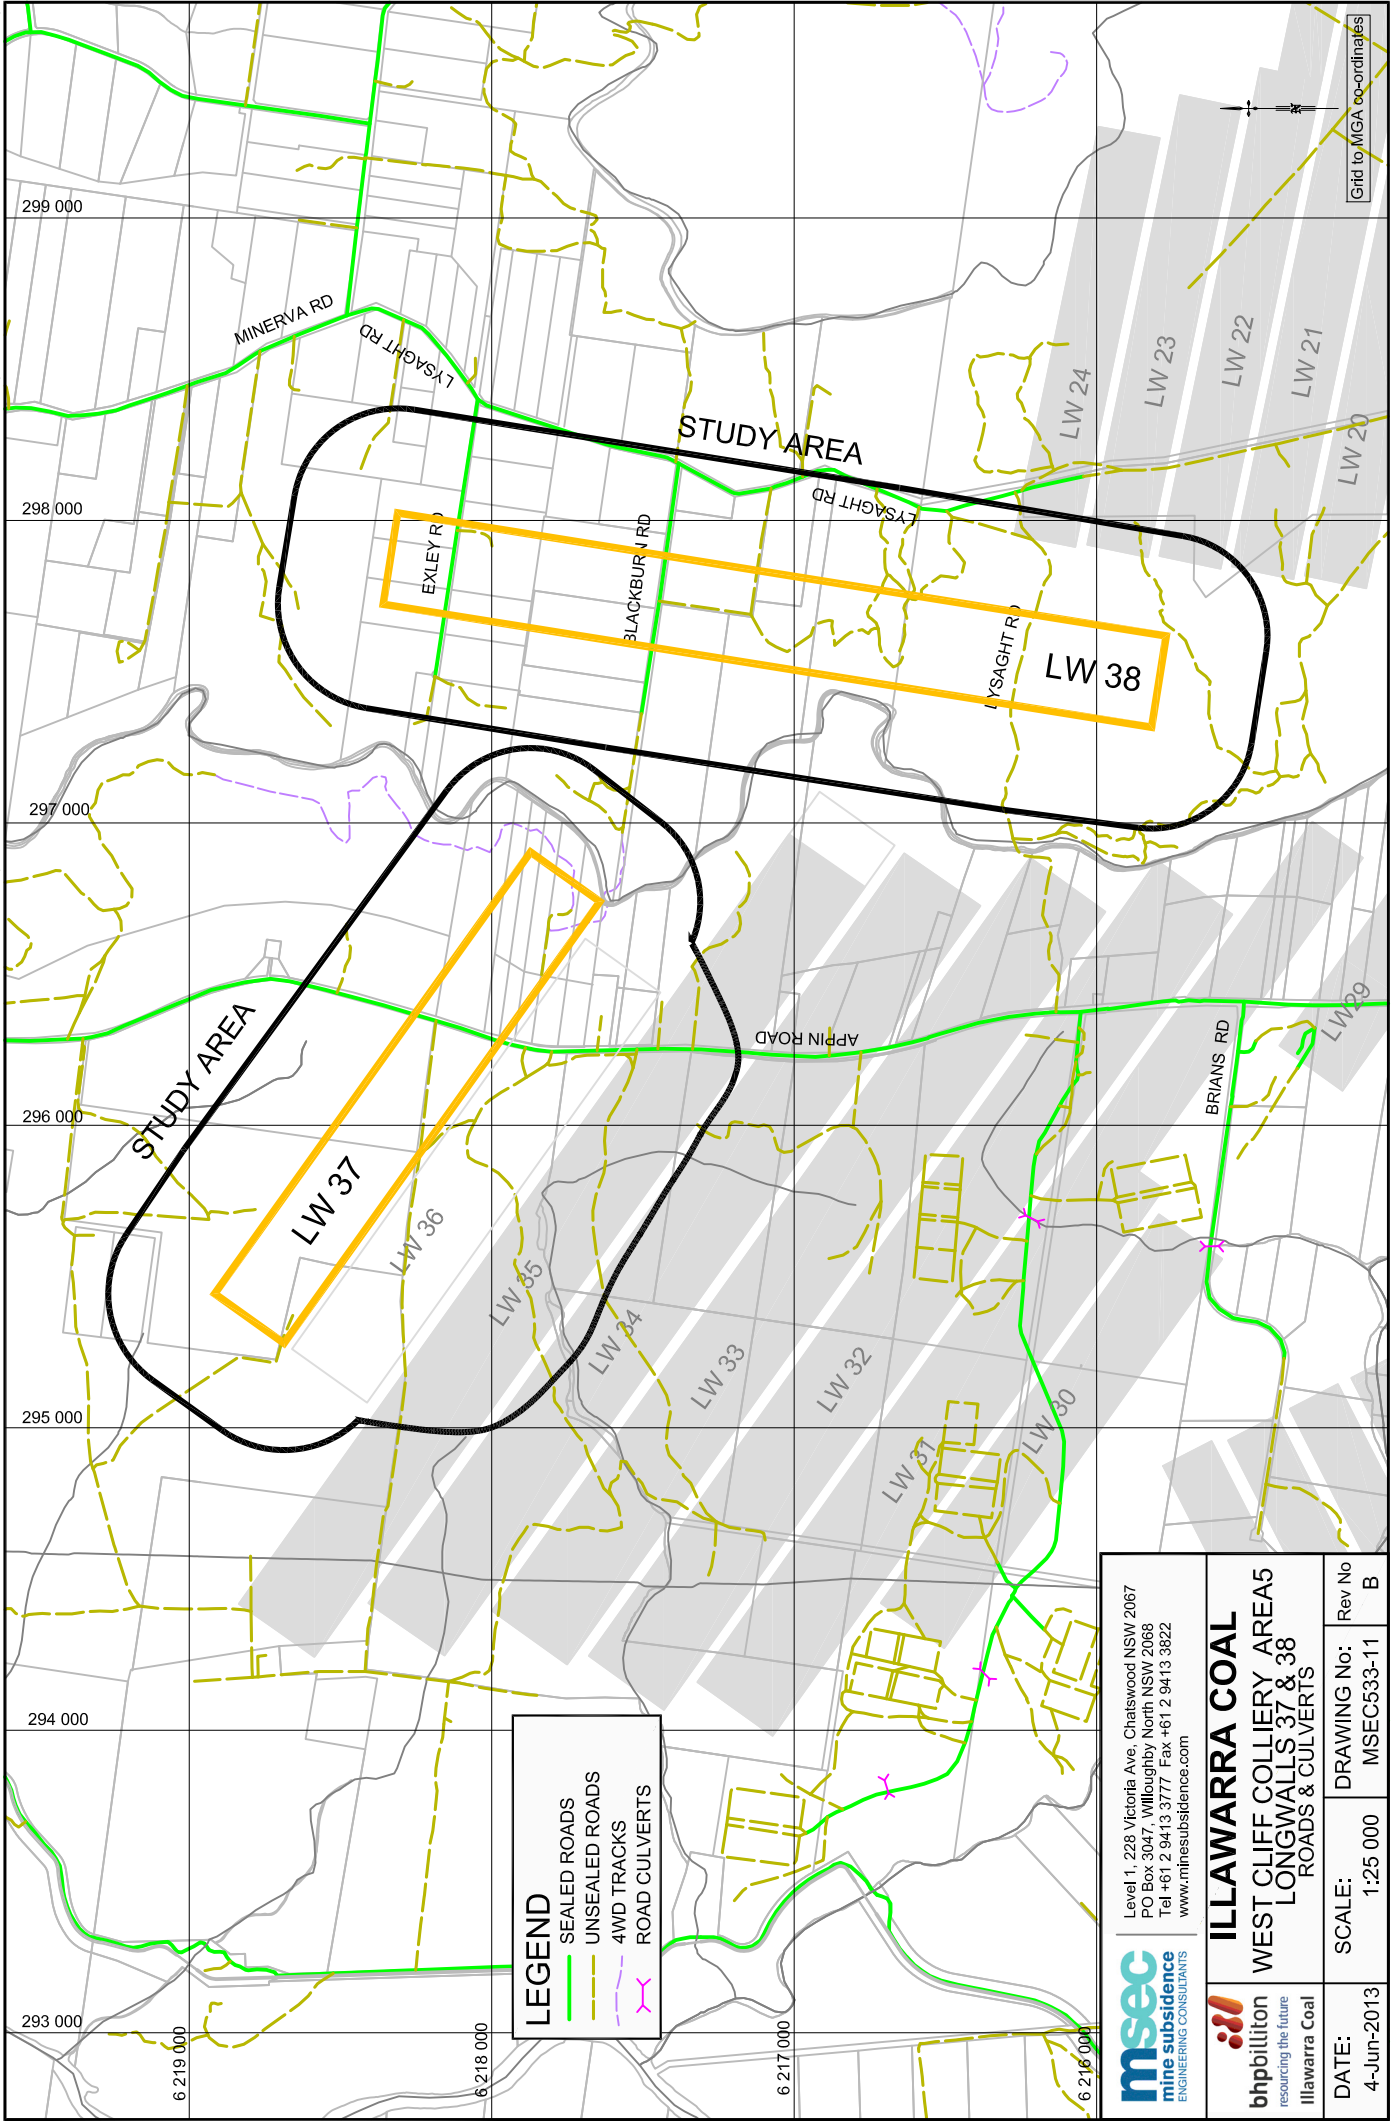 293 000
294 000
295 000
296 000
297 000
298 000
299 000
6 219 000
6 218 000
6 217 000
6 216 000
MINERVA RD
LYSAGHT RD
EXLEY RD
BLACKBURN RD
LYSAGHT RD
LYSAGHT RD
APPIN ROAD
BRIANS RD
STUDY AREA
STUDY AREA
LW 37
LW 38
LW 36
LW 35
LW 34
LW 33
LW 32
LW 31
LW 30
LW29
LW 24
LW 23
LW 22
LW 21
LW 20
N
Grid to MGA co-ordinates
LEGEND
SEALED ROADS
UNSEALED ROADS
4WD TRACKS
ROAD CULVERTS
msec
mine subsidence
ENGINEERING CONSULTANTS
Level 1, 228 Victoria Ave, Chatswood NSW 2067
PO Box 3047, Willoughby North NSW 2068
Tel +61 2 9413 3777 Fax +61 2 9413 3822
www.minesubsidence.com
bhpbilliton
resourcing the future
Illawarra Coal
ILLAWARRA COAL
WEST CLIFF COLLIERY AREA5
LONGWALLS 37 & 38
ROADS & CULVERTS
DATE:
4-Jun-2013
SCALE:
1:25 000
DRAWING No:
MSEC533-11
Rev No
B